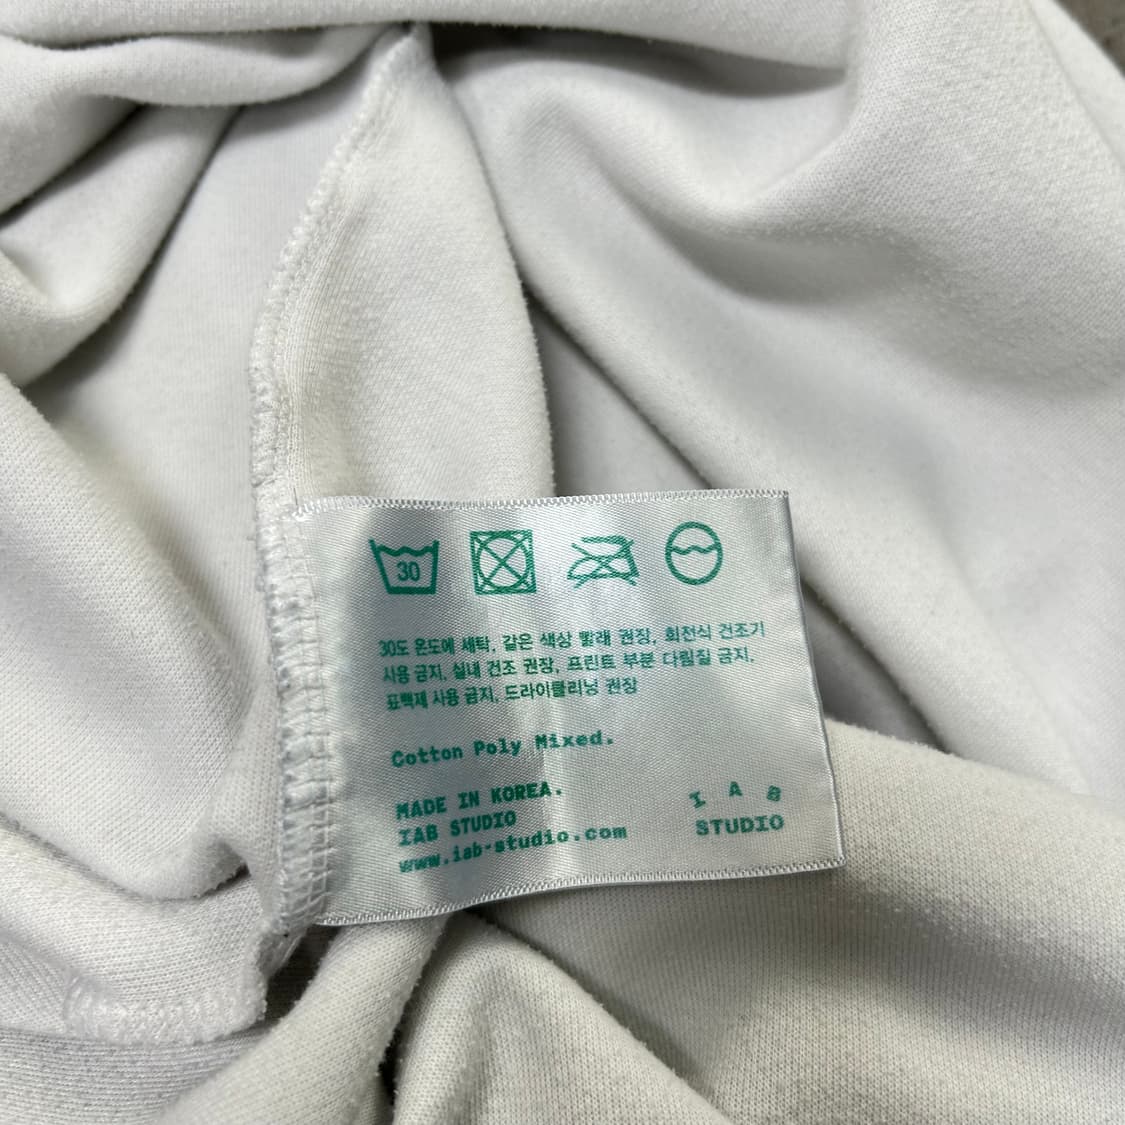 30
30도 온도에 세탁, 같은 색상 빨래 권장, 회전식 건조기
사용 금지, 실내 건조 권장, 프린트 부분 다림질 금지,
표백제 사용 금지, 드라이클리닝 권장
Cotton Poly Mixed.
MADE IN KOREA.
IAB STUDIO
www.iab-studio.com
I A B
STUDIO